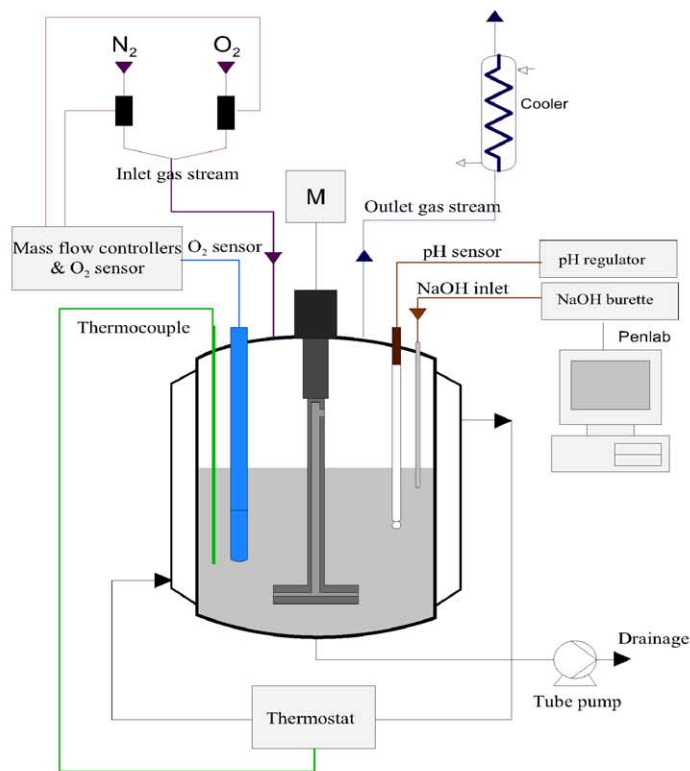 N2 O2
Cooler
Inlet gas stream
M
Outlet gas stream
Mass flow controllers
& O2 sensor
O2 sensor
pH sensor
pH regulator
NaOH inlet
NaOH burette
Thermocouple
Penlab
Drainage
Tube pump
Thermostat